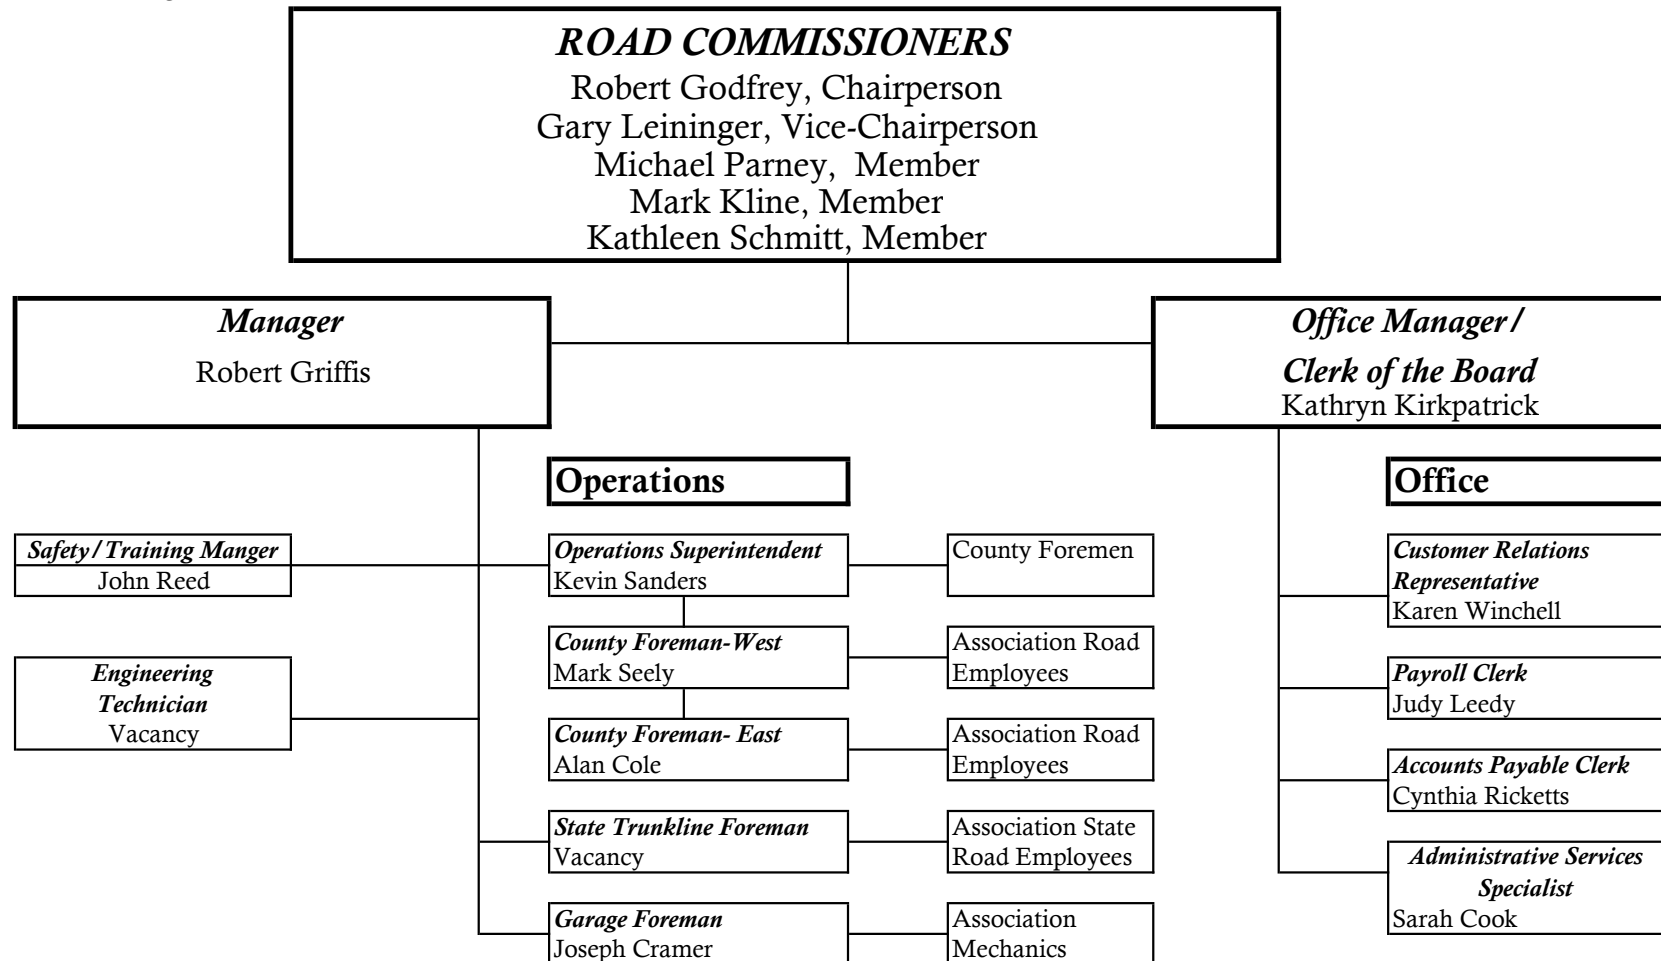 ROAD COMMISSIONERS
Robert Godfrey, Chairperson
Gary Leininger, Vice-Chairperson
Michael Parney, Member
Mark Kline, Member
Kathleen Schmitt, Member
Manager
Robert Griffis
Office Manager/
Clerk of the Board
Kathryn Kirkpatrick
Operations
Office
Safety/Training Manger
John Reed
Engineering
Technician
Vacancy
Operations Superintendent
Kevin Sanders
County Foremen
County Foreman-West
Mark Seely
Association Road
Employees
County Foreman- East
Alan Cole
Association Road
Employees
State Trunkline Foreman
Vacancy
Association State
Road Employees
Garage Foreman
Joseph Cramer
Association
Mechanics
Customer Relations
Representative
Karen Winchell
Payroll Clerk
Judy Leedy
Accounts Payable Clerk
Cynthia Ricketts
Administrative Services
Specialist
Sarah Cook